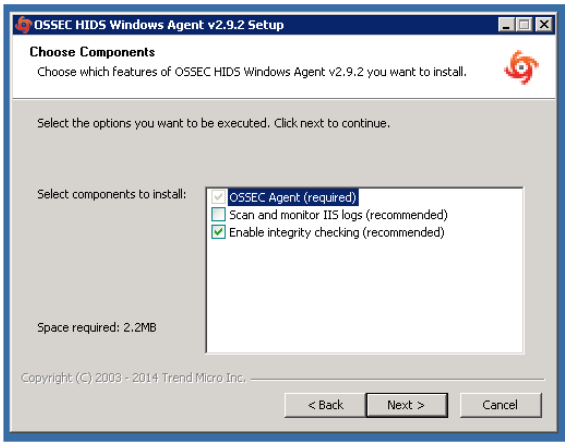 OSSEC HIDS Windows Agent v2.9.2 Setup
Choose Components
Choose which features of OSSEC HIDS Windows Agent v2.9.2 you want to install.
Select the options you want to be executed. Click next to continue.
Select components to install:
OSSEC Agent (required)
Scan and monitor IIS logs (recommended)
Enable integrity checking (recommended)
Space required: 2.2MB
Copyright (C) 2003 - 2014 Trend Micro Inc.
< Back Next > Cancel